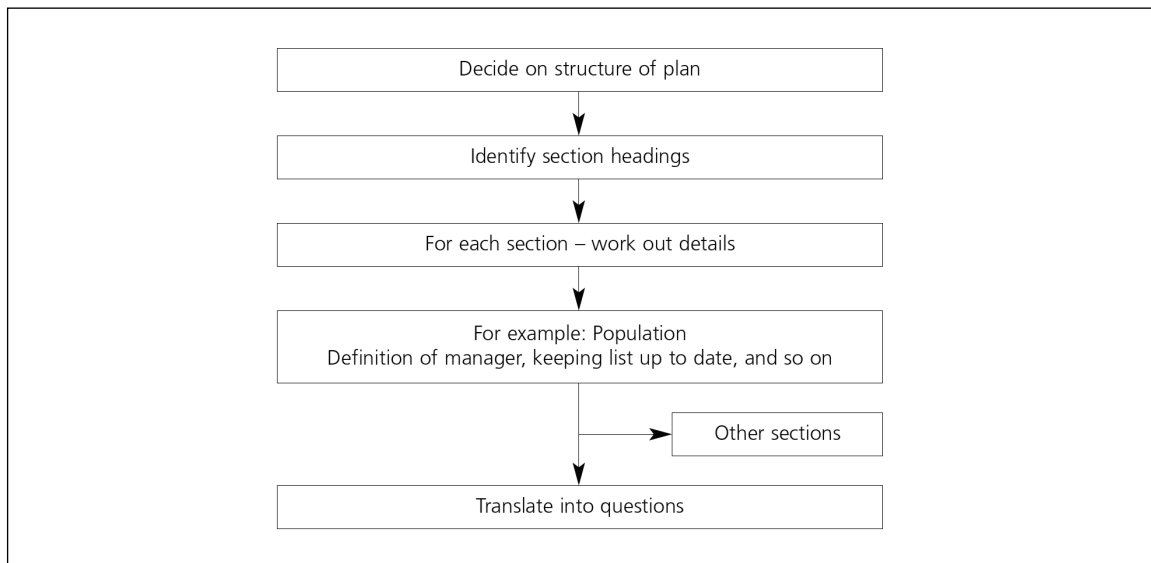 Decide on structure of plan
Identify section headings
For each section – work out details
For example: Population
Definition of manager, keeping list up to date, and so on
Other sections
Translate into questions